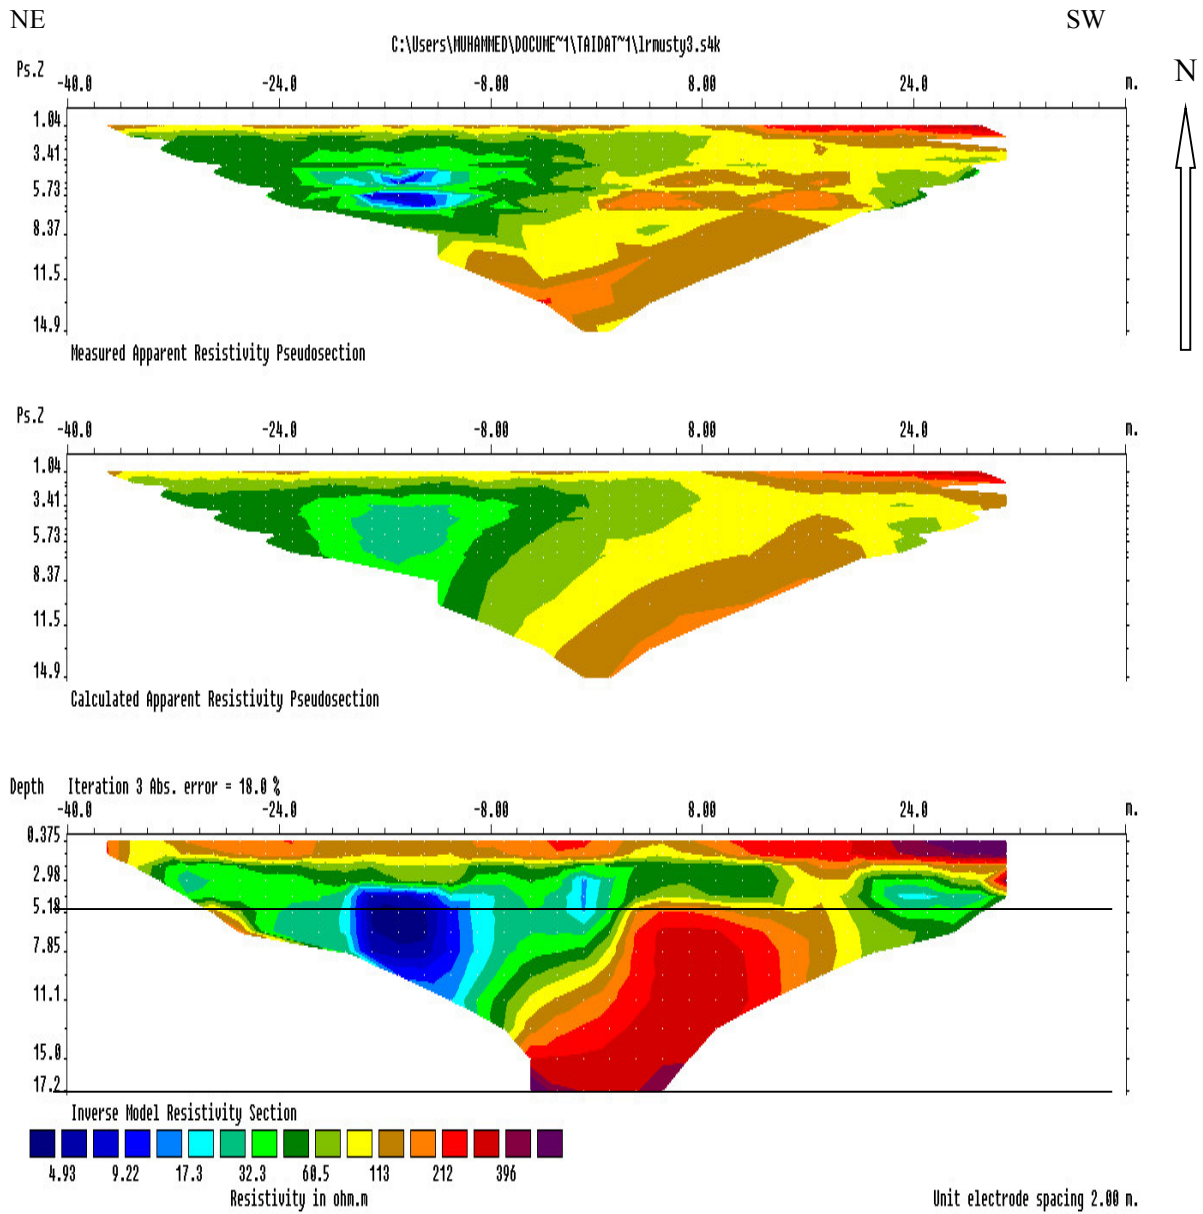 NE SW
C:\Users\MUHAMMED\DOCUME~1\TAIDAT~1\lrmusty3.s4k
N
Ps.Z -40.0 -24.0 -8.00 8.00 24.0 m.
1.04
3.41
5.73
8.37
11.5
14.9
Measured Apparent Resistivity Pseudosection
Ps.Z -40.0 -24.0 -8.00 8.00 24.0 m.
1.04
3.41
5.73
8.37
11.5
14.9
Calculated Apparent Resistivity Pseudosection
Depth Iteration 3 Abs. error = 18.0 %
-40.0 -24.0 -8.00 8.00 24.0 m.
0.375
2.98
5.18
7.85
11.1
15.0
17.2
Inverse Model Resistivity Section
4.93 9.22 17.3 32.3 60.5 113 212 396
Resistivity in ohm.m Unit electrode spacing 2.00 m.